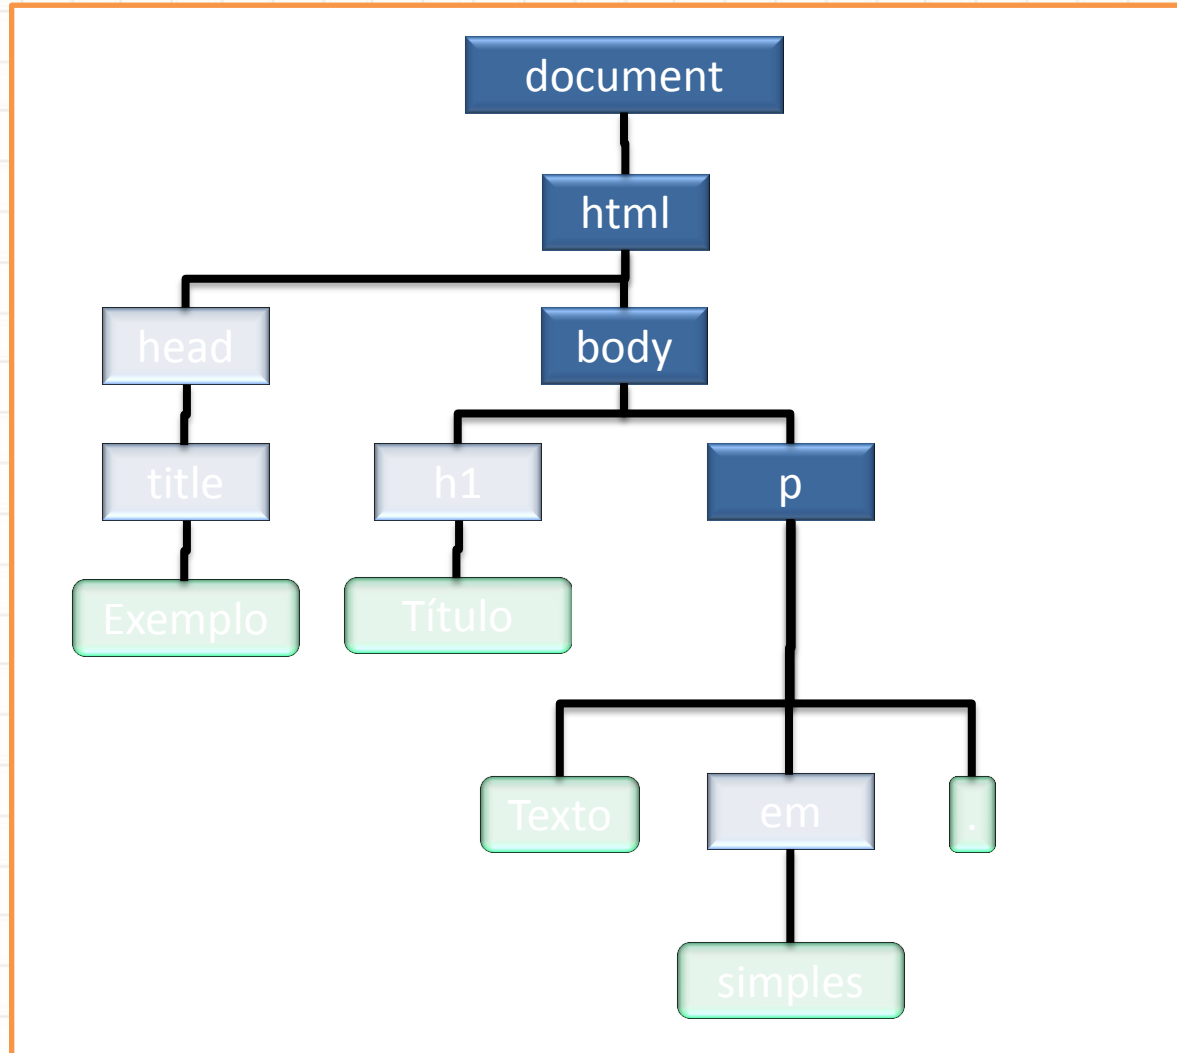 document
html
head
body
title
h1
p
Exemplo
Título
Texto
em
.
simples